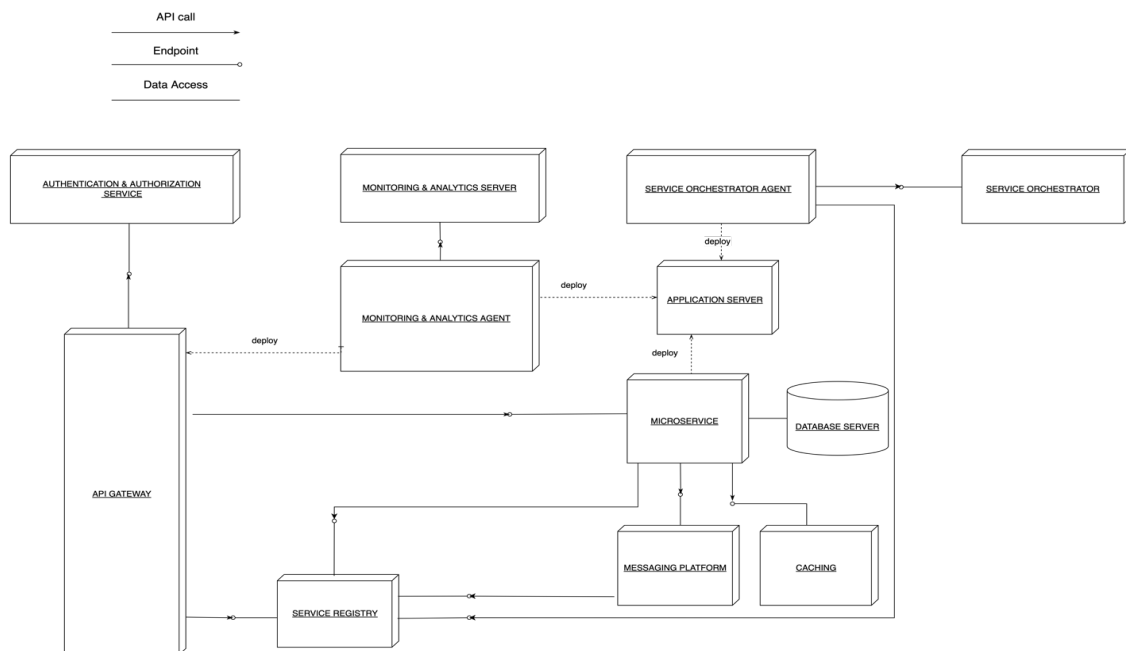 API call
Endpoint
Data Access
AUTHENTICATION & AUTHORIZATION
SERVICE
MONITORING & ANALYTICS SERVER
SERVICE ORCHESTRATOR AGENT
SERVICE ORCHESTRATOR
deploy
deploy
APPLICATION SERVER
MONITORING & ANALYTICS AGENT
deploy
deploy
MICROSERVICE
DATABASE SERVER
API GATEWAY
MESSAGING PLATFORM
CACHING
SERVICE REGISTRY